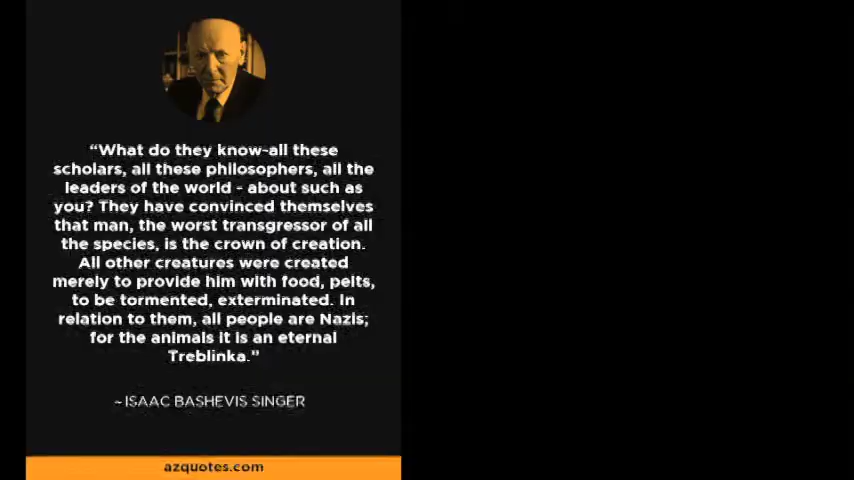 “What do they know-all these
scholars, all these philosophers, all the
leaders of the world - about such as
you? They have convinced themselves
that man, the worst transgressor of all
the species, is the crown of creation.
All other creatures were created
merely to provide him with food, pelts,
to be tormented, exterminated. In
relation to them, all people are Nazis;
for the animals it is an eternal
Treblinka.”
~ ISAAC BASHEVIS SINGER
azquotes.com